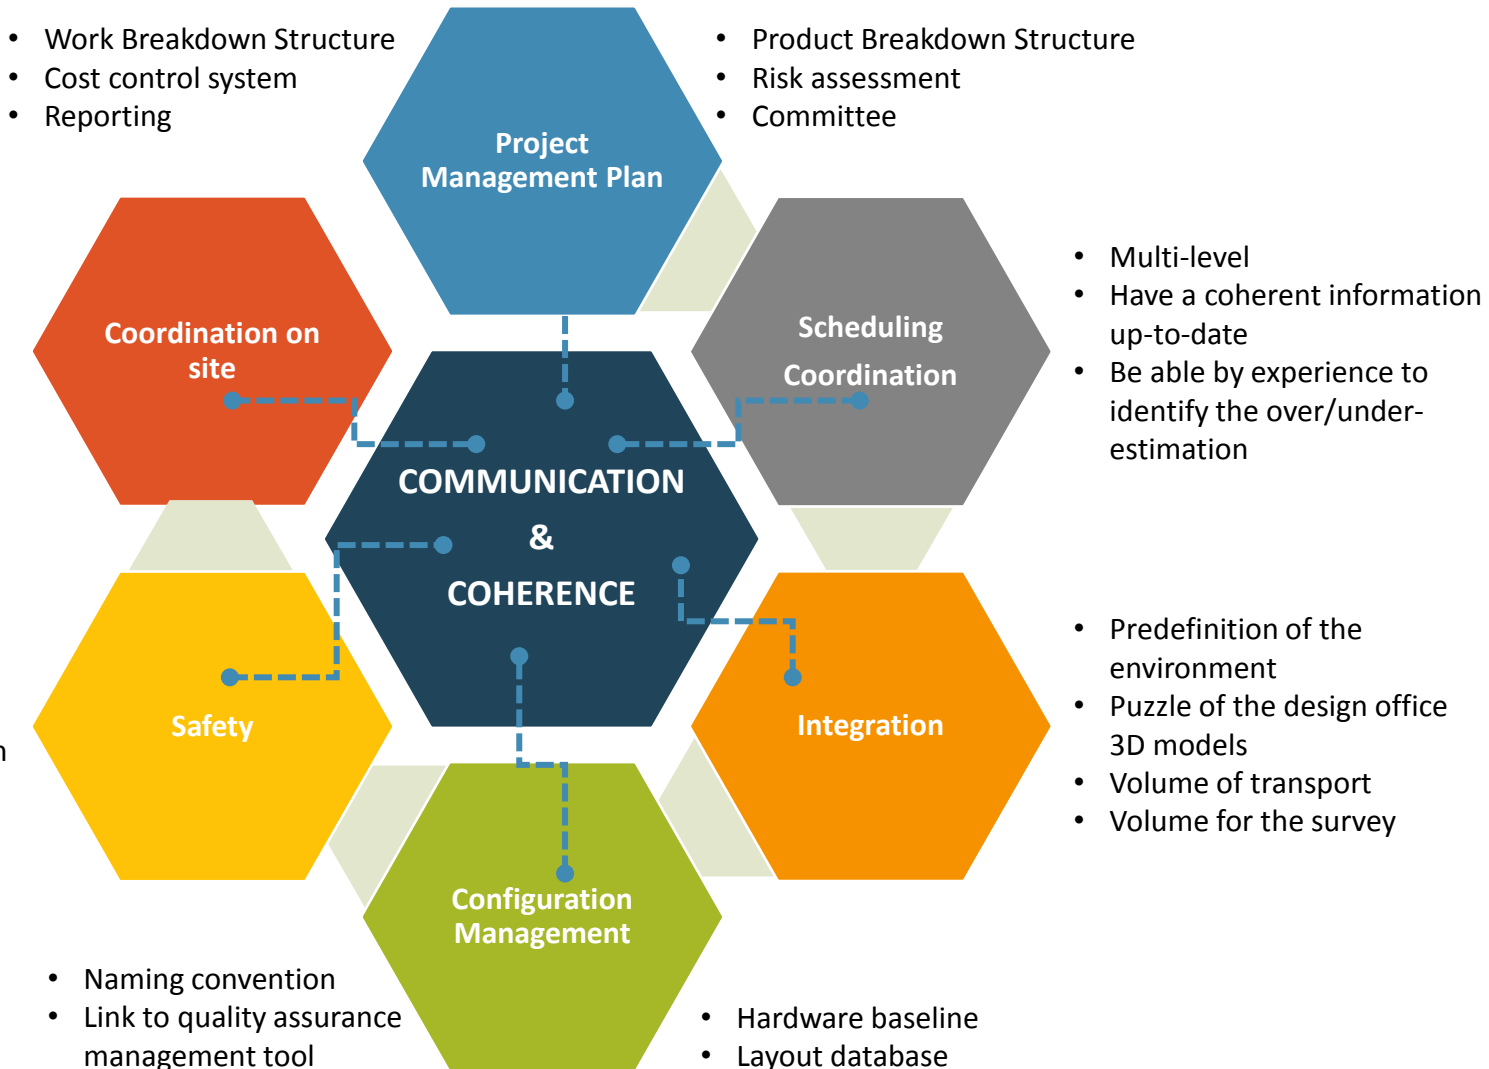 • Work Breakdown Structure
• Cost control system
• Reporting
• Product Breakdown Structure
• Risk assessment
• Committee
Project
Management Plan
Coordination on
site
Scheduling
Coordination
• Multi-level
• Have a coherent information
up-to-date
• Be able by experience to
identify the over/under-
estimation
COMMUNICATION
&
COHERENCE
Safety
Integration
• Predefinition of the
environment
• Puzzle of the design office
3D models
• Volume of transport
• Volume for the survey
Configuration
Management
• Naming convention
• Link to quality assurance
management tool
• Hardware baseline
• Layout database